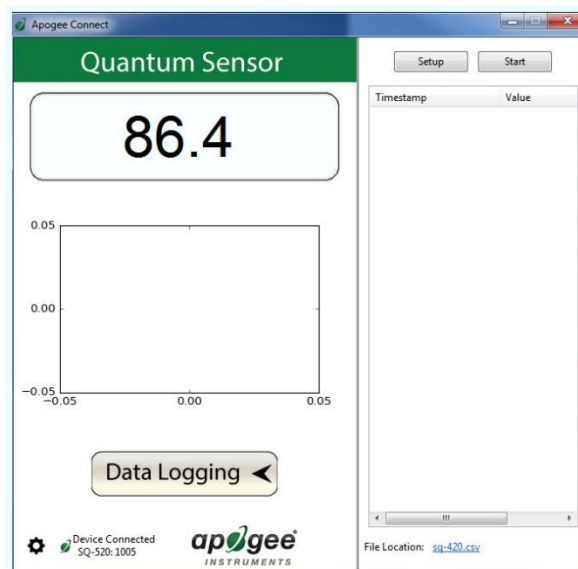 Apogee Connect
Quantum Sensor
86.4
0.05
0.00
−0.05
−0.05 0.00 0.05
Data Logging
Device Connected
SQ-520: 1005
apogee
INSTRUMENTS
Setup Start
Timestamp Value
File Location: sq-420.csv